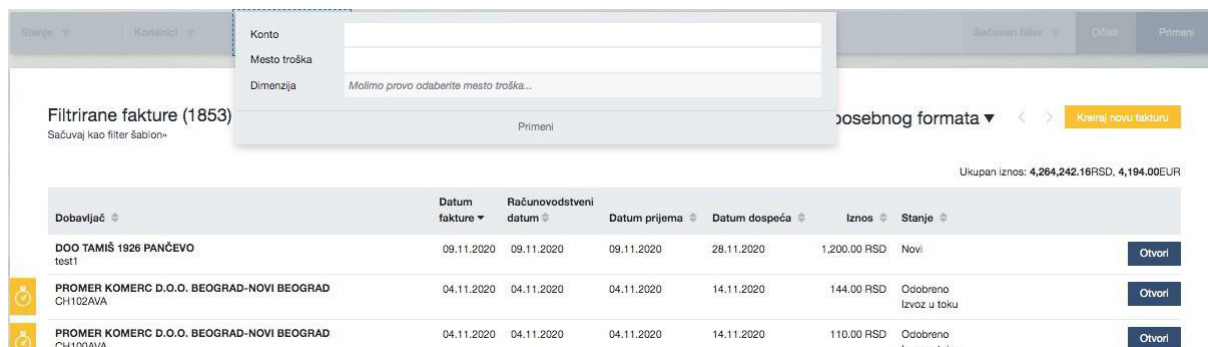 Stanje
Korisnici
Sačuvan filter
Očisti
Primeni
Konto
Mesto troška
Dimenzija Molimo prvo odaberite mesto troška...
Primeni
Filtrirane fakture (1853)
Sačuvaj kao filter šablon»
posebnog formata
Kreiraj novu fakturu
Ukupan iznos: 4,264,242.16RSD, 4,194.00EUR
Dobavljač Datum fakture Računovodstveni datum Datum prijema Datum dospeća Iznos Stanje
DOO TAMIŠ 1926 PANČEVO 09.11.2020 09.11.2020 09.11.2020 28.11.2020 1,200.00 RSD Novi Otvori
test1
PROMER KOMERC D.O.O. BEOGRAD-NOVI BEOGRAD 04.11.2020 04.11.2020 04.11.2020 14.11.2020 144.00 RSD Odobreno Otvori
CH102AVA Izvoz u toku
PROMER KOMERC D.O.O. BEOGRAD-NOVI BEOGRAD 04.11.2020 04.11.2020 04.11.2020 14.11.2020 110.00 RSD Odobreno Otvori
CH100AVA